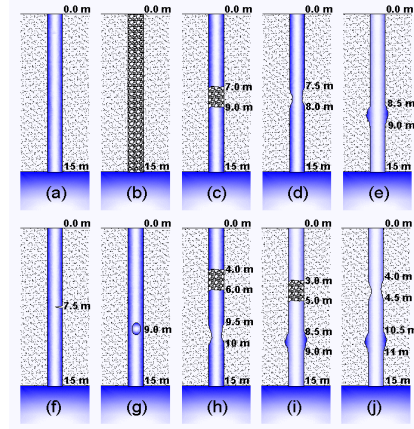 0.0 m 0.0 m 0.0 m 0.0 m 0.0 m
7.0 m 7.5 m
9.0 m 8.0 m 8.5 m
9.0 m
15 m 15 m 15 m 15 m 15 m
(a) (b) (c) (d) (e)
0.0 m 0.0 m 0.0 m 0.0 m 0.0 m
4.0 m 3.0 m 4.0 m
6.0 m 5.0 m 4.5 m
7.5 m 9.0 m 9.5 m 8.5 m 10.5 m
10 m 9.0 m 11 m
15 m 15 m 15 m 15 m 15 m
(f) (g) (h) (i) (j)